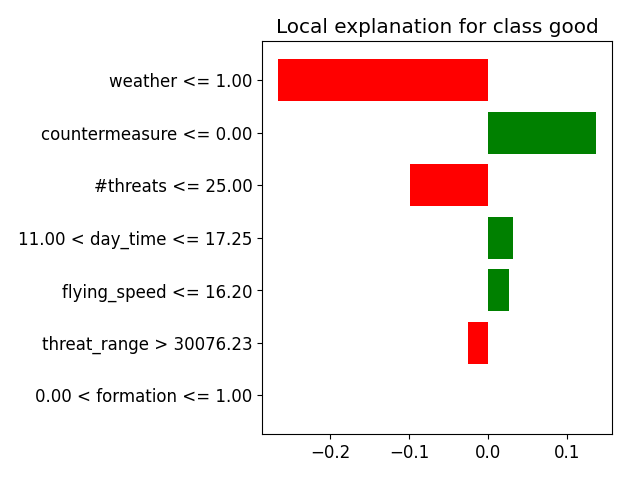 Local explanation for class good
weather <= 1.00
countermeasure <= 0.00
#threats <= 25.00
11.00 < day_time <= 17.25
flying_speed <= 16.20
threat_range > 30076.23
0.00 < formation <= 1.00
−0.2 −0.1 0.0 0.1